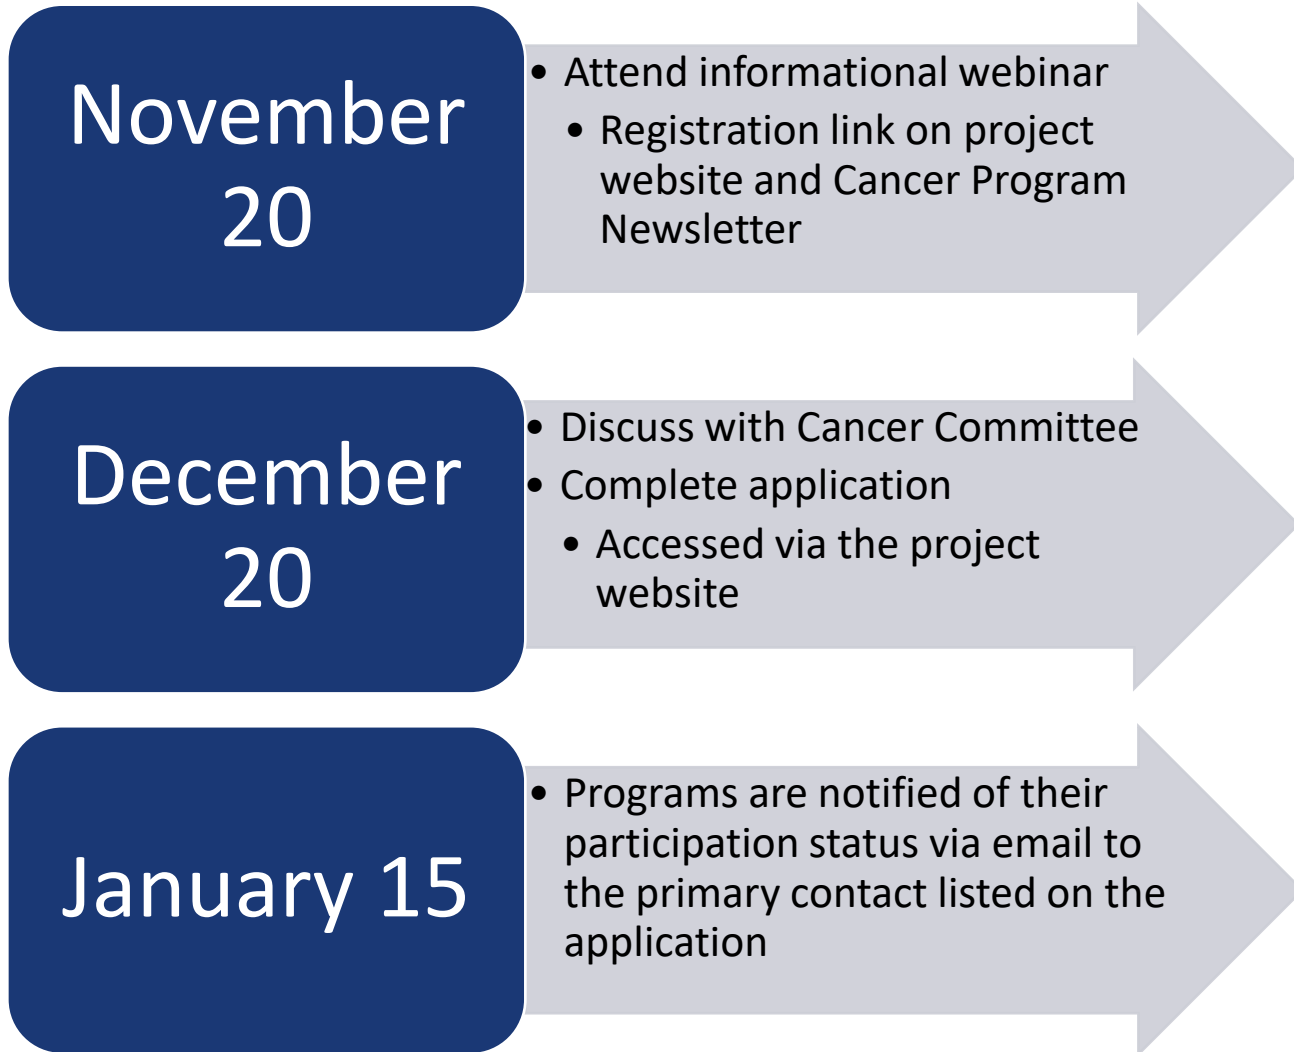 November
20
• Attend informational webinar
• Registration link on project
website and Cancer Program
Newsletter
December
20
• Discuss with Cancer Committee
• Complete application
• Accessed via the project
website
January 15
• Programs are notified of their
participation status via email to
the primary contact listed on the
application